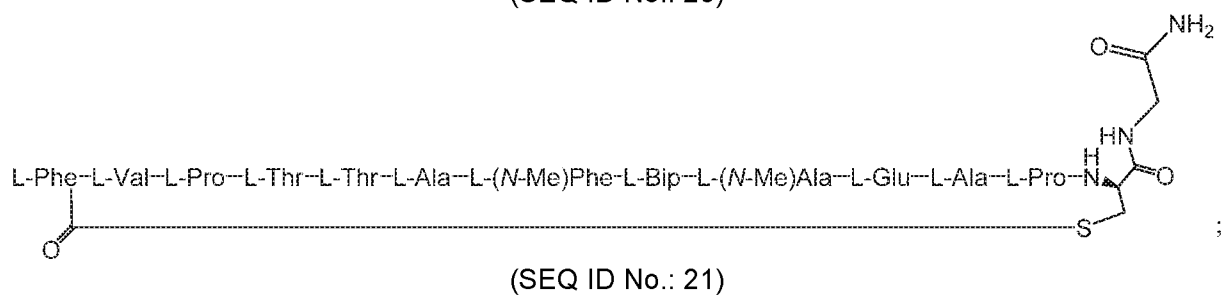 (SEQ ID No.: 20)
NH2
O
HN
H
L-Phe-L-Val-L-Pro-L-Thr-L-Thr-L-Ala-L-(N-Me)Phe-L-Bip-L-(N-Me)Ala-L-Glu-L-Ala-L-Pro-N O
O S ;
(SEQ ID No.: 21)